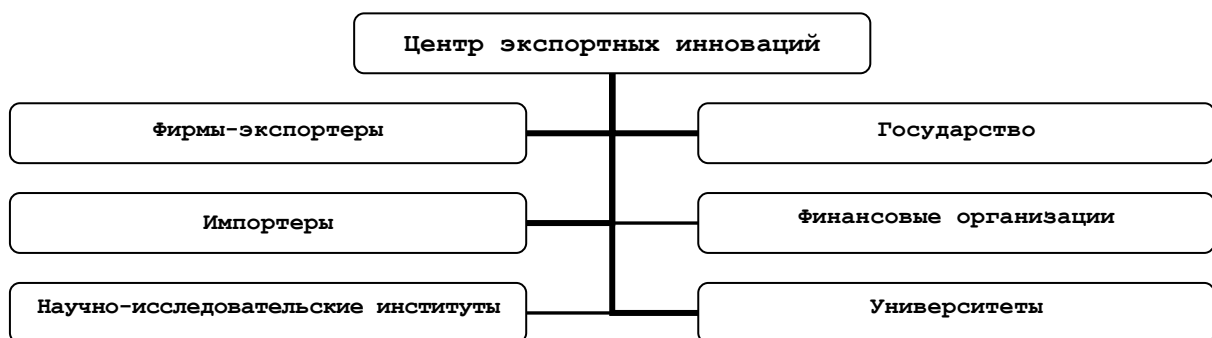 Центр экспортных инноваций
Фирмы-экспортеры
Государство
Импортеры
Финансовые организации
Научно-исследовательские институты
Университеты